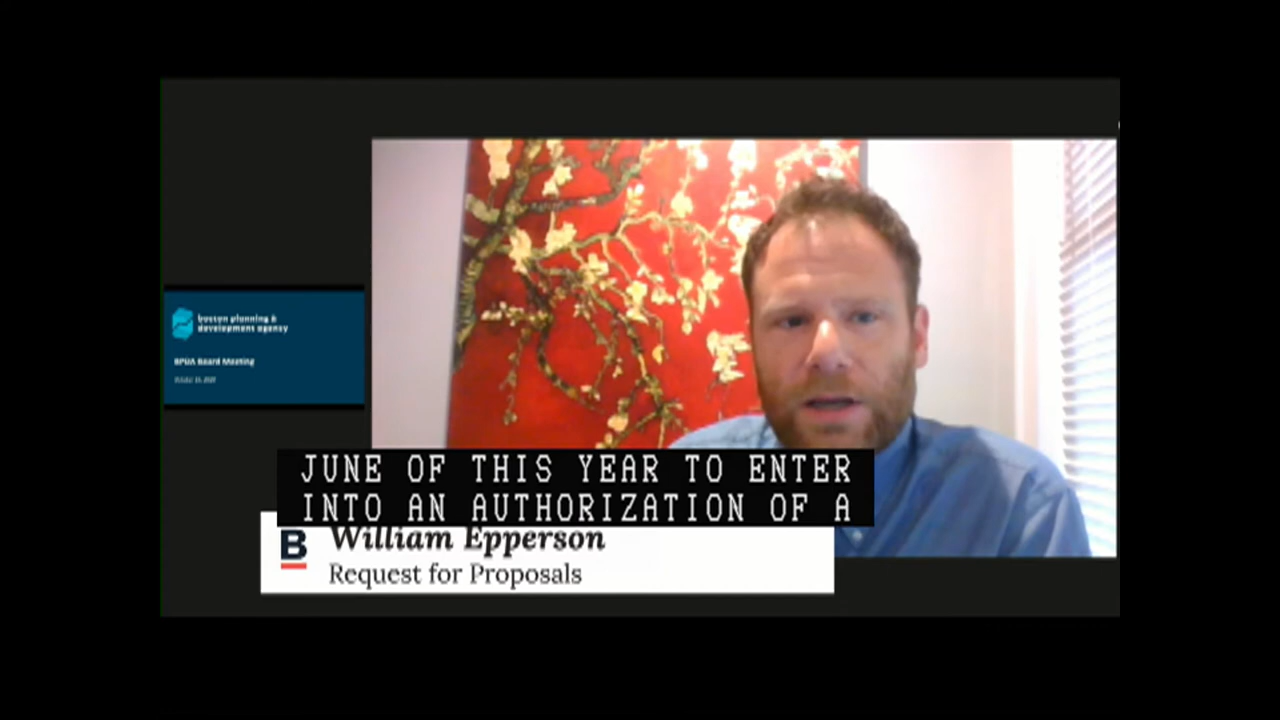 boston planning &
development agency
BPDA Board Meeting
JUNE OF THIS YEAR TO ENTER
INTO AN AUTHORIZATION OF A
B
William Epperson
Request for Proposals